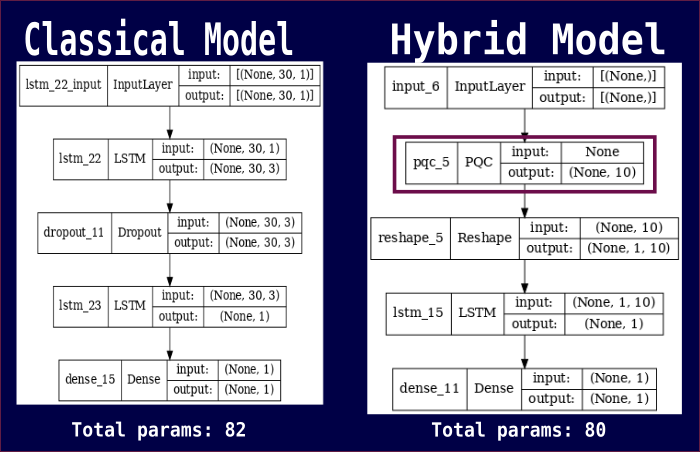 Classical Model
lstm_22_input InputLayer input: [(None, 30, 1)]
output: [(None, 30, 1)]
lstm_22 LSTM input: (None, 30, 1)
output: (None, 30, 3)
dropout_11 Dropout input: (None, 30, 3)
output: (None, 30, 3)
lstm_23 LSTM input: (None, 30, 3)
output: (None, 1)
dense_15 Dense input: (None, 1)
output: (None, 1)
Total params: 82
Hybrid Model
input_6 InputLayer input: [(None,)]
output: [(None,)]
pqc_5 PQC input: None
output: (None, 10)
reshape_5 Reshape input: (None, 10)
output: (None, 1, 10)
lstm_15 LSTM input: (None, 1, 10)
output: (None, 1)
dense_11 Dense input: (None, 1)
output: (None, 1)
Total params: 80